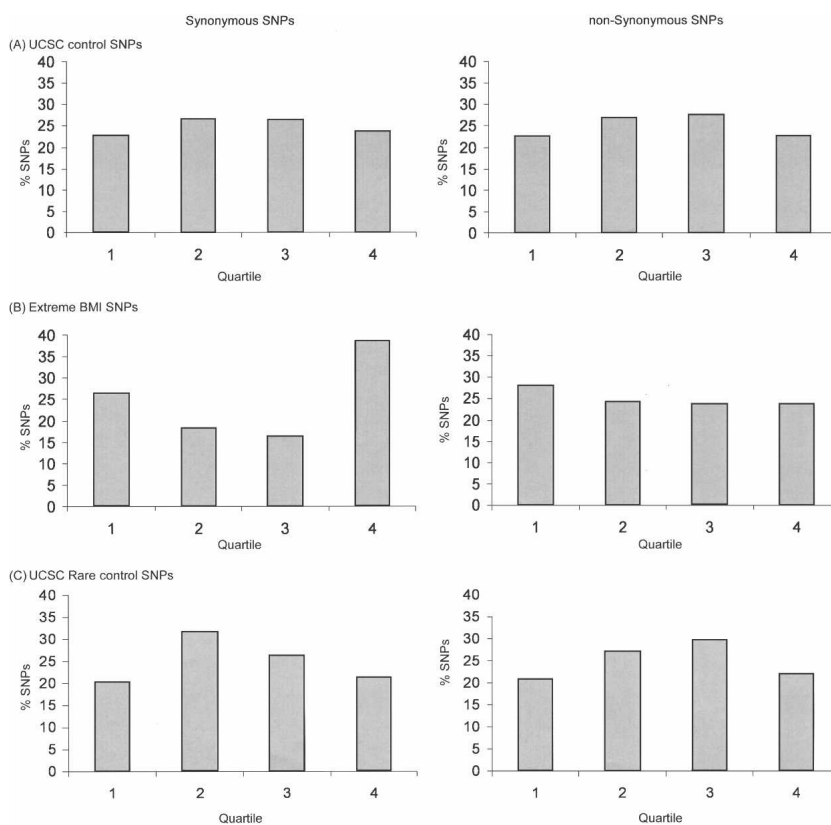 Synonymous SNPs
non-Synonymous SNPs
(A) UCSC control SNPs
40
35
30
25
20
15
10
5
0
% SNPs
1 2 3 4
Quartile
40
35
30
25
20
15
10
5
0
% SNPs
1 2 3 4
Quartile
(B) Extreme BMI SNPs
40
35
30
25
20
15
10
5
0
% SNPs
1 2 3 4
Quartile
40
35
30
25
20
15
10
5
0
% SNPs
1 2 3 4
Quartile
(C) UCSC Rare control SNPs
40
35
30
25
20
15
10
5
0
% SNPs
1 2 3 4
Quartile
40
35
30
25
20
15
10
5
0
% SNPs
1 2 3 4
Quartile